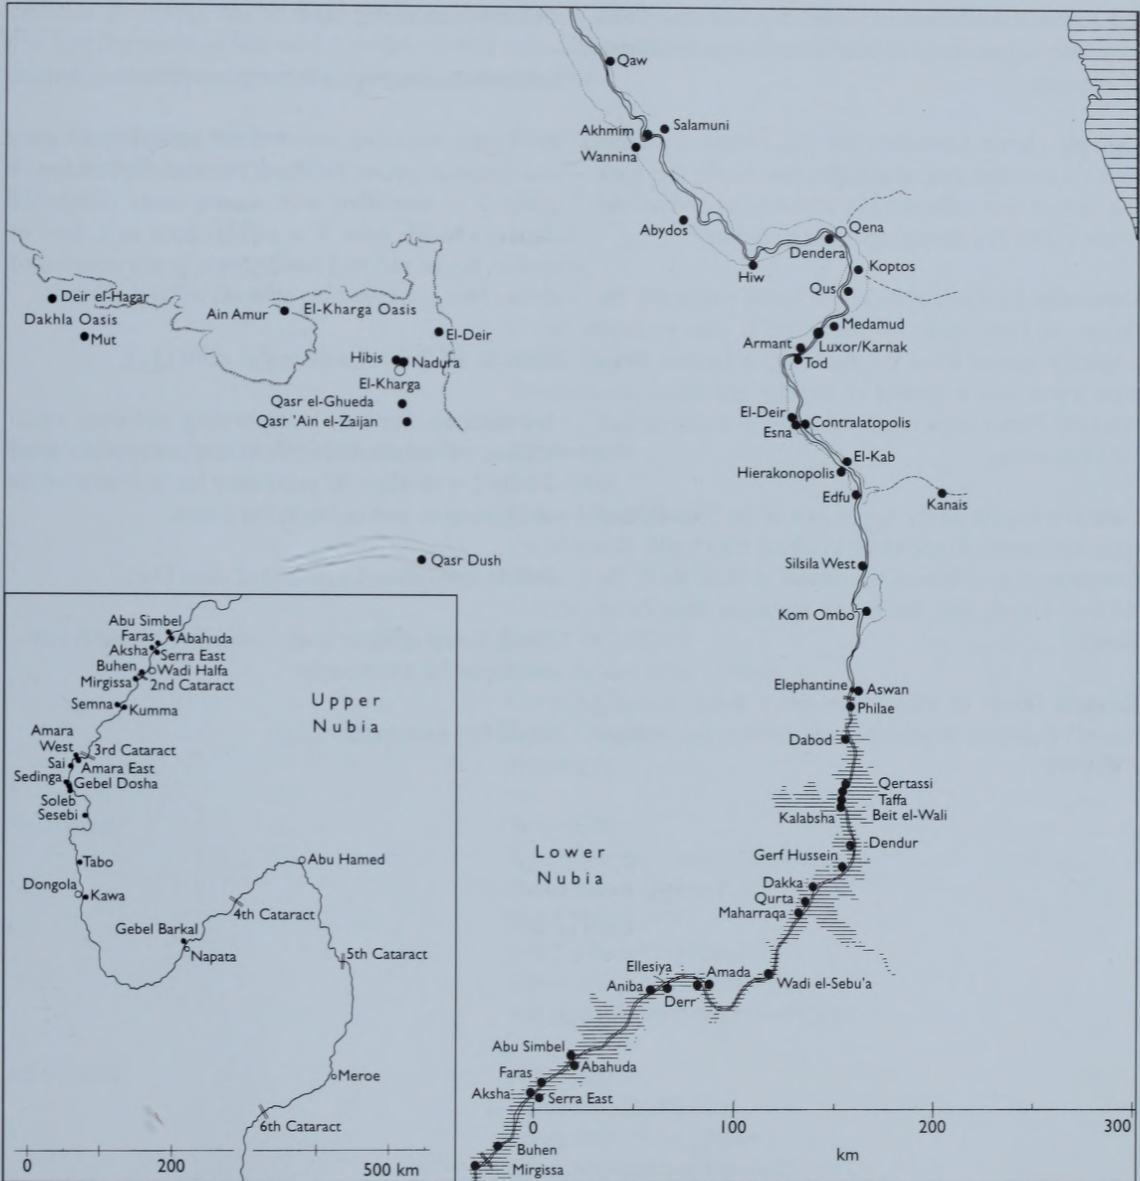 Qaw
Akhmim
Salamuni
Wannina
Abydos
Hiw
Dendera
Qena
Koptos
Qus
Medamud
Luxor/Karnak
Armant
Tod
El-Deir
Esna
Contralatopolis
El-Kab
Hierakonopolis
Edfu
Kanais
Silsila West
Kom Ombo
Elephantine
Aswan
Philae
Dabod
Qertassi
Taffa
Kalabsha
Beit el-Wali
Dendur
Gerf Hussein
Dakka
Qurta
Maharraqa
Wadi el-Sebu'a
Amada
Ellesiya
Derr
Aniba
Abu Simbel
Abahuda
Faras
Aksha
Serra East
Buhen
Mirgissa
Lower
Nubia
0
100
200
300
km
Deir el-Hagar
Dakhla Oasis
Mut
Ain Amur
El-Kharga Oasis
El-Deir
Hibis
Nadura
El-Kharga
Qasr el-Ghueda
Qasr 'Ain el-Zaijan
Qasr Dush
Abu Simbel
Faras
Abahuda
Aksha
Serra East
Buhen
Wadi Halfa
Mirgissa
2nd Cataract
Semna
Kumma
Amara
West
3rd Cataract
Sai
Amara East
Sedinga
Gebel Dosha
Soleb
Sesebi
Tabo
Dongola
Kawa
Abu Hamed
4th Cataract
Gebel Barkal
Napata
5th Cataract
Meroe
6th Cataract
Upper
Nubia
0
200
500 km